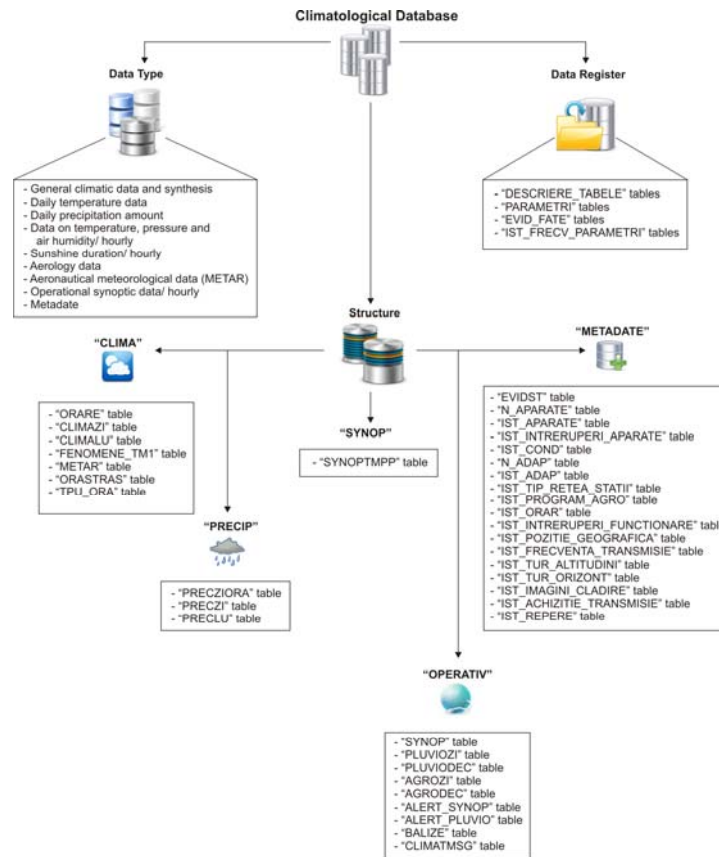 Climatological Database
Data Type
Data Register
- General climatic data and synthesis
- Daily temperature data
- Daily precipitation amount
- Data on temperature, pressure and
air humidity/ hourly
- Sunshine duration/ hourly
- Aerology data
- Aeronautical meteorological data (METAR)
- Operational synoptic data/ hourly
- Metadate
- “DESCRIERE_TABELE” tables
- “PARAMETRI” tables
- “EVID_FATE” tables
- “IST_FRECV_PARAMETRI” tables
Structure
“CLIMA”
- “ORARE” table
- “CLIMAZI” table
- “CLIMALU” table
- “FENOMENE_TM1” table
- “METAR” table
- “ORASTRAS” table
- “TPU_ORA” table
“PRECIP”
- “PRECZIORA” table
- “PRECZI” table
- “PRECLU” table
“SYNOP”
- “SYNOPTMPP” table
“METADATE”
- “EVIDST” table
- “N_APARATE” table
- “IST_APARATE” table
- “IST_INTRERUPERI_APARATE” table
- “IST_COND” table
- “N_ADAP” table
- “IST_ADAP” table
- “IST_TIP_RETEA_STATII” table
- “IST_PROGRAM_AGRO” table
- “IST_ORAR” table
- “IST_INTRERUPERI_FUNCTIONARE” table
- “IST_POZITIE_GEOGRAFICA” table
- “IST_FRECVENTA_TRANSMISIE” table
- “IST_TUR_ALTITUDINI” table
- “IST_TUR_ORIZONT” table
- “IST_IMAGINI_CLADIRE” table
- “IST_ACHIZITIE_TRANSMISIE” table
- “IST_REPERE” table
“OPERATIV”
- “SYNOP” table
- “PLUVIOZI” table
- “PLUVIODEC” table
- “AGROZI” table
- “AGRODEC” table
- “ALERT_SYNOP” table
- “ALERT_PLUVIO” table
- “BALIZE” table
- “CLIMATMSG” table